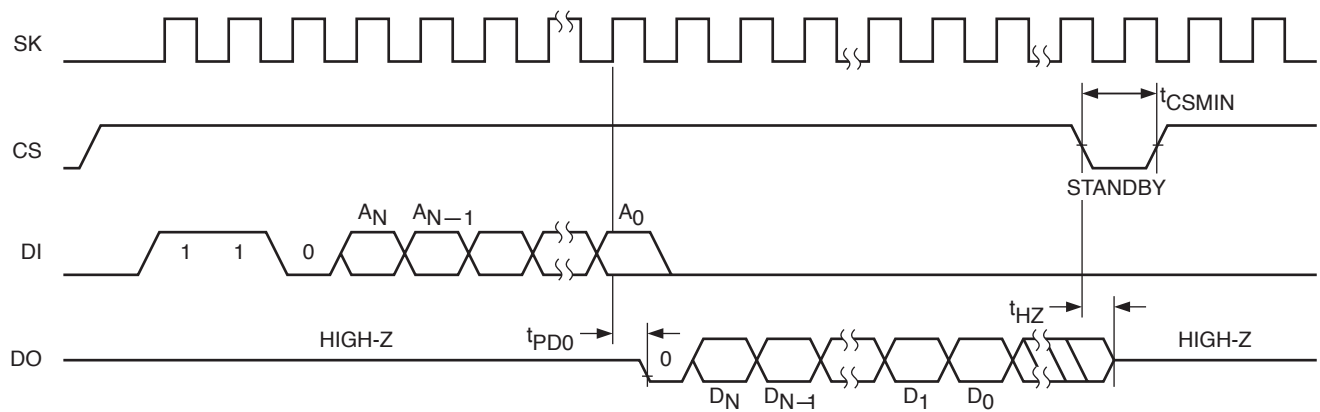 SK
tCSMIN
CS
STANDBY
AN
AN–1
A0
DI
1
1
0
tHZ
HIGH-Z
tPD0
0
HIGH-Z
DO
DN
DN–1
D1
D0